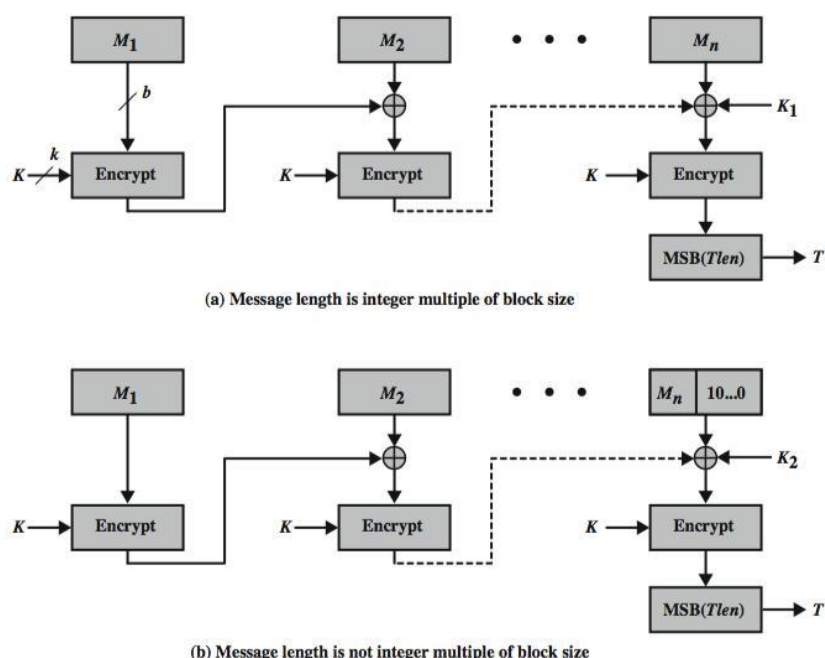 M1 M2 • • • Mn
b
K1
k
K Encrypt K Encrypt K Encrypt
MSB(Tlen) T
(a) Message length is integer multiple of block size
M1 M2 • • • Mn 10...0
K2
K Encrypt K Encrypt K Encrypt
MSB(Tlen) T
(b) Message length is not integer multiple of block size